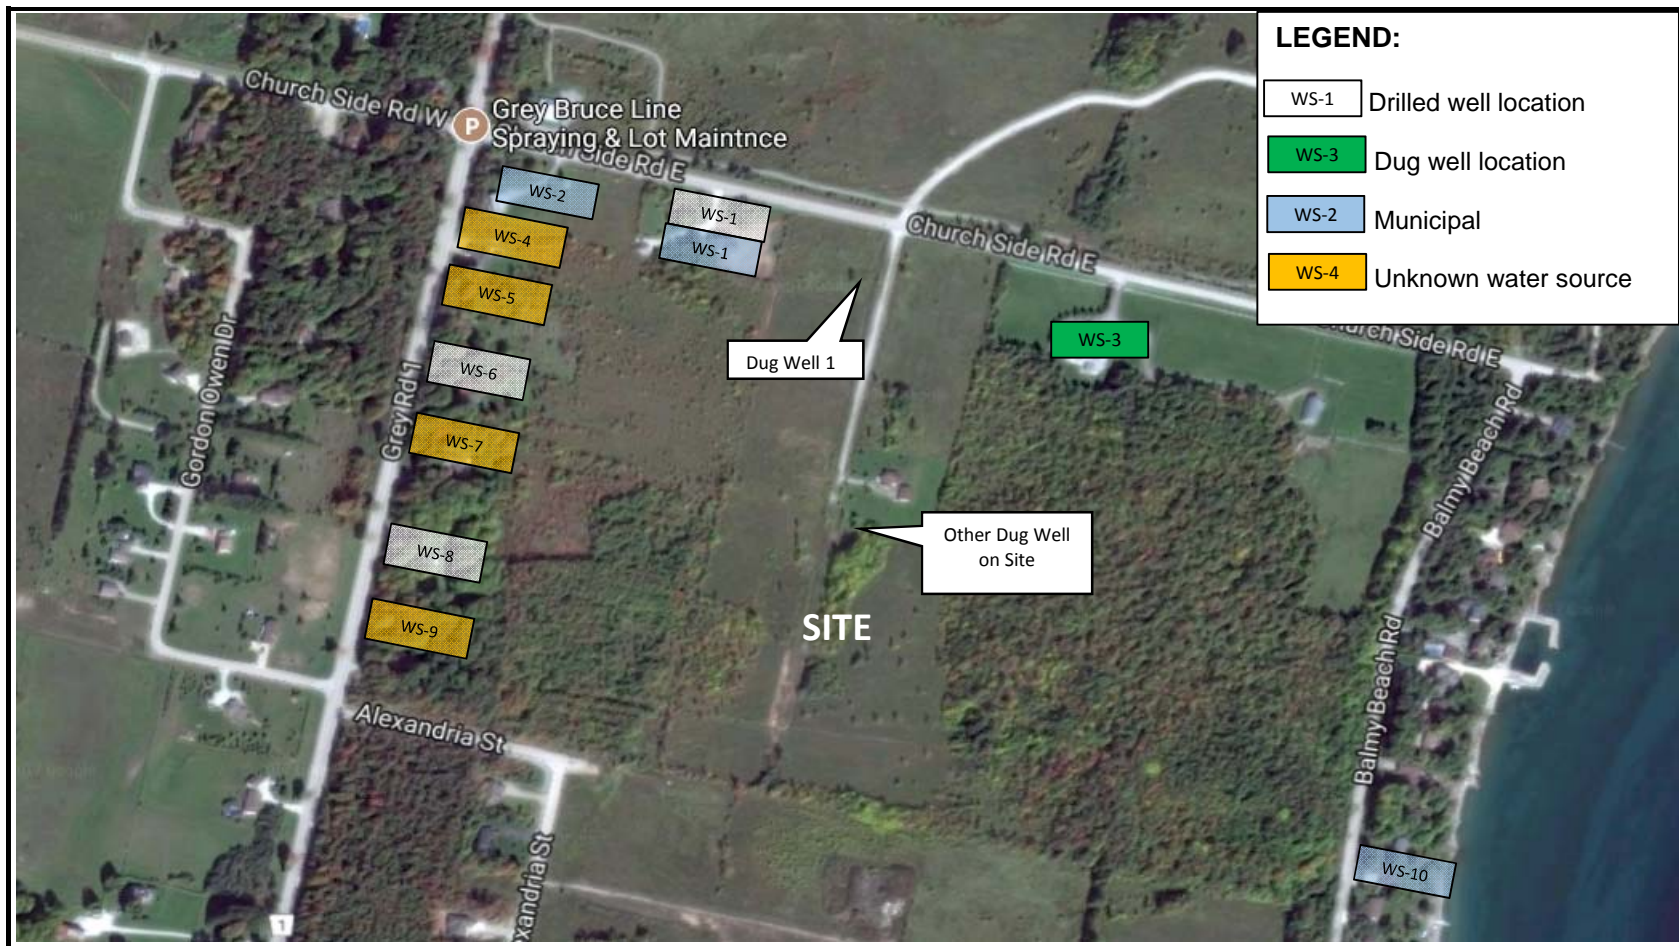 LEGEND:
WS-1 Drilled well location
WS-3 Dug well location
WS-2 Municipal
WS-4 Unknown water source
Church Side Rd W
Grey Bruce Line
Spraying & Lot Maintnce
P
Side Rd E
WS-2
WS-1
WS-4
WS-1
Church Side Rd E
WS-5
Church Side Rd E
WS-3
Dug Well 1
WS-6
Gordon Owen Dr
Grey Rd 1
WS-7
Balmy Beach Rd
WS-8
Other Dug Well
on Site
SITE
WS-9
Balmy Beach Rd
Alexandria St
WS-10
1